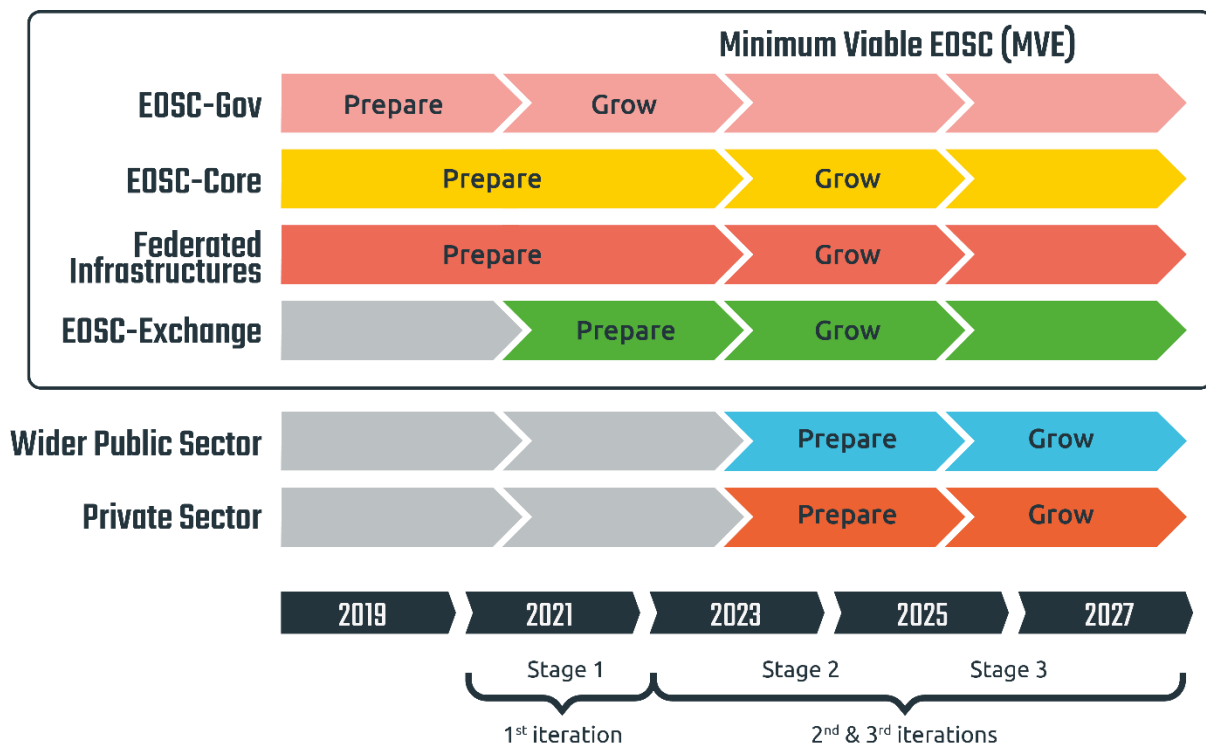 Minimum Viable EOSC (MVE)
EOSC-Gov
Prepare
Grow
EOSC-Core
Prepare
Grow
Federated
Infrastructures
Prepare
Grow
EOSC-Exchange
Prepare
Grow
Wider Public Sector
Prepare
Grow
Private Sector
Prepare
Grow
2019
2021
2023
2025
2027
Stage 1
Stage 2
Stage 3
1st iteration
2nd & 3rd iterations